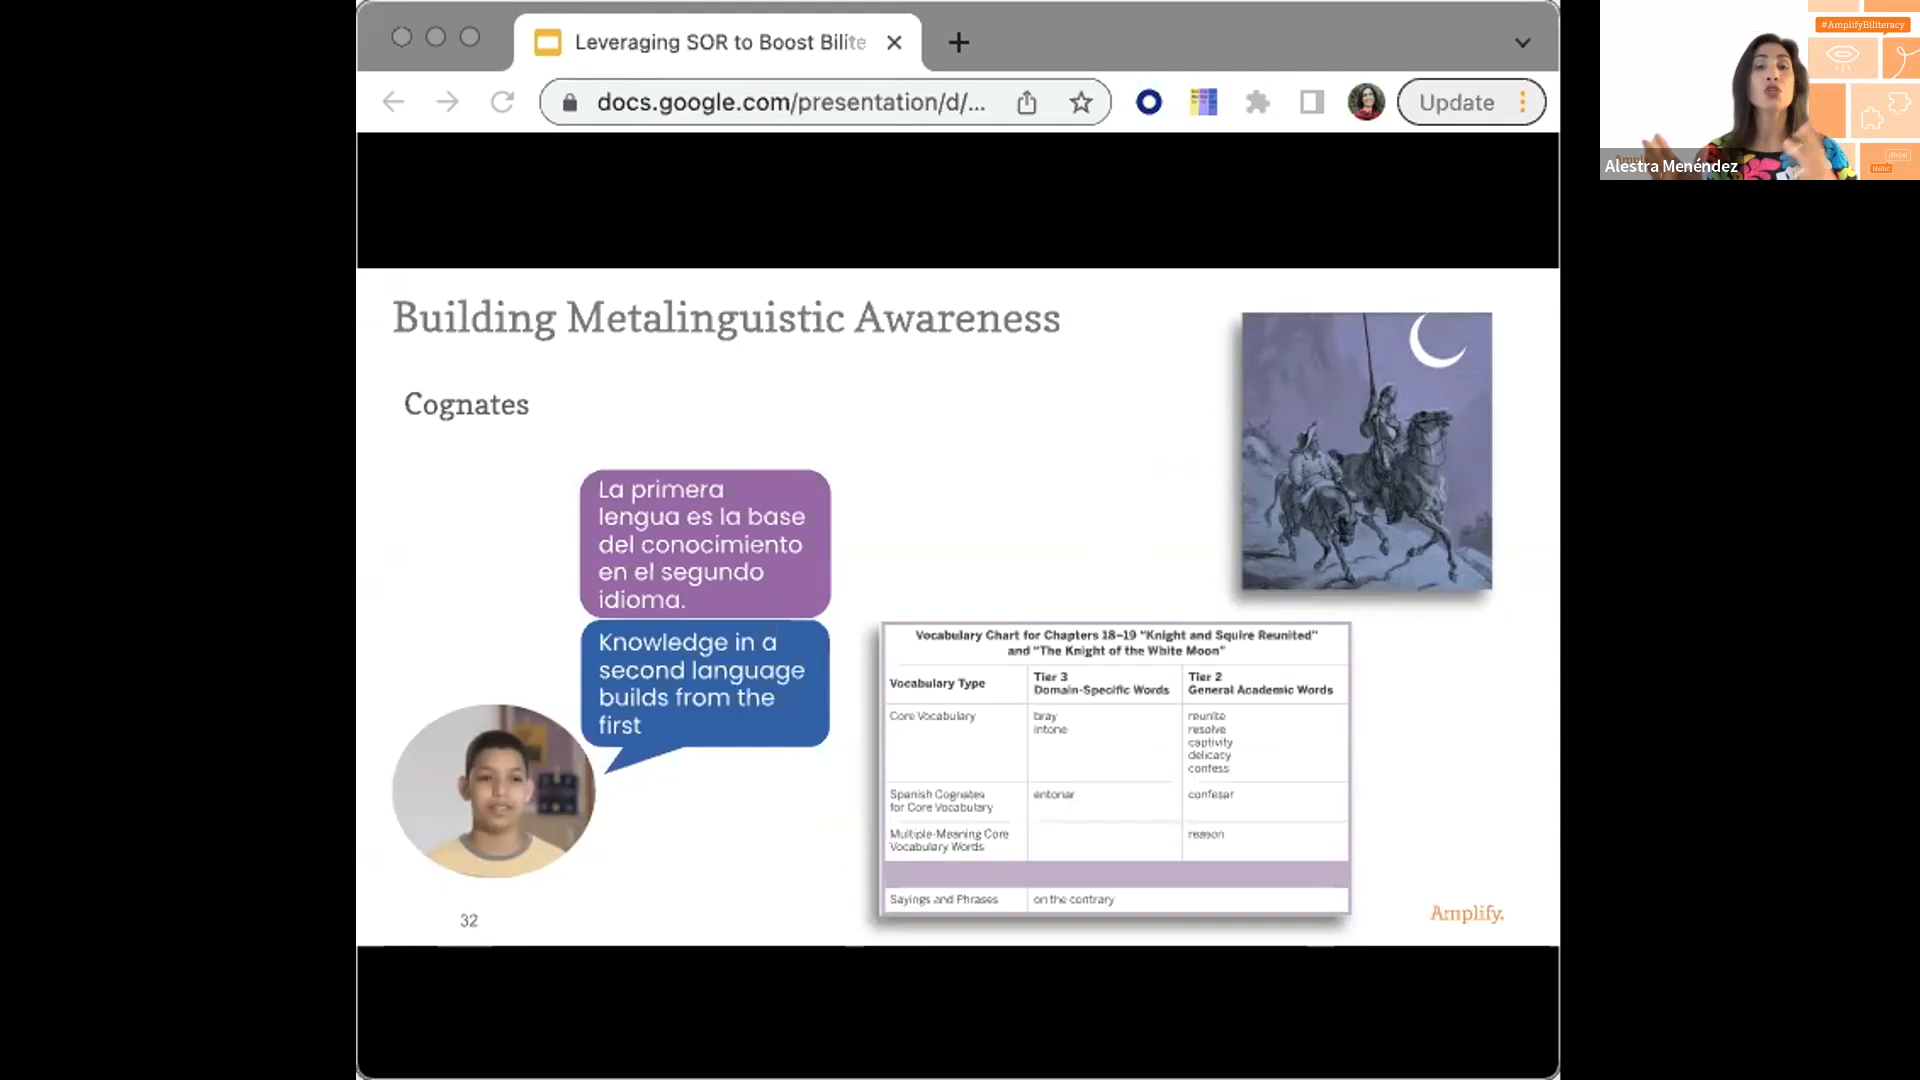 Leveraging SOR to Boost Bilite
docs.google.com/presentation/d/...
Update
#AmplifyBiliteracy
¡Hola!
Hello!
Alestra Menéndez
Building Metalinguistic Awareness
Cognates
La primera
lengua es la base
del conocimiento
en el segundo
idioma.
Knowledge in a
second language
builds from the
first
Vocabulary Chart for Chapters 18–19 "Knight and Squire Reunited"
and "The Knight of the White Moon"
Vocabulary Type
Tier 3
Domain-Specific Words
Tier 2
General Academic Words
Core Vocabulary
bray
intone
reunite
resolve
captivity
delicacy
confess
Spanish Cognates
for Core Vocabulary
entonar
confesar
Multiple-Meaning Core
Vocabulary Words
reason
Sayings and Phrases
on the contrary
32
Amplify.